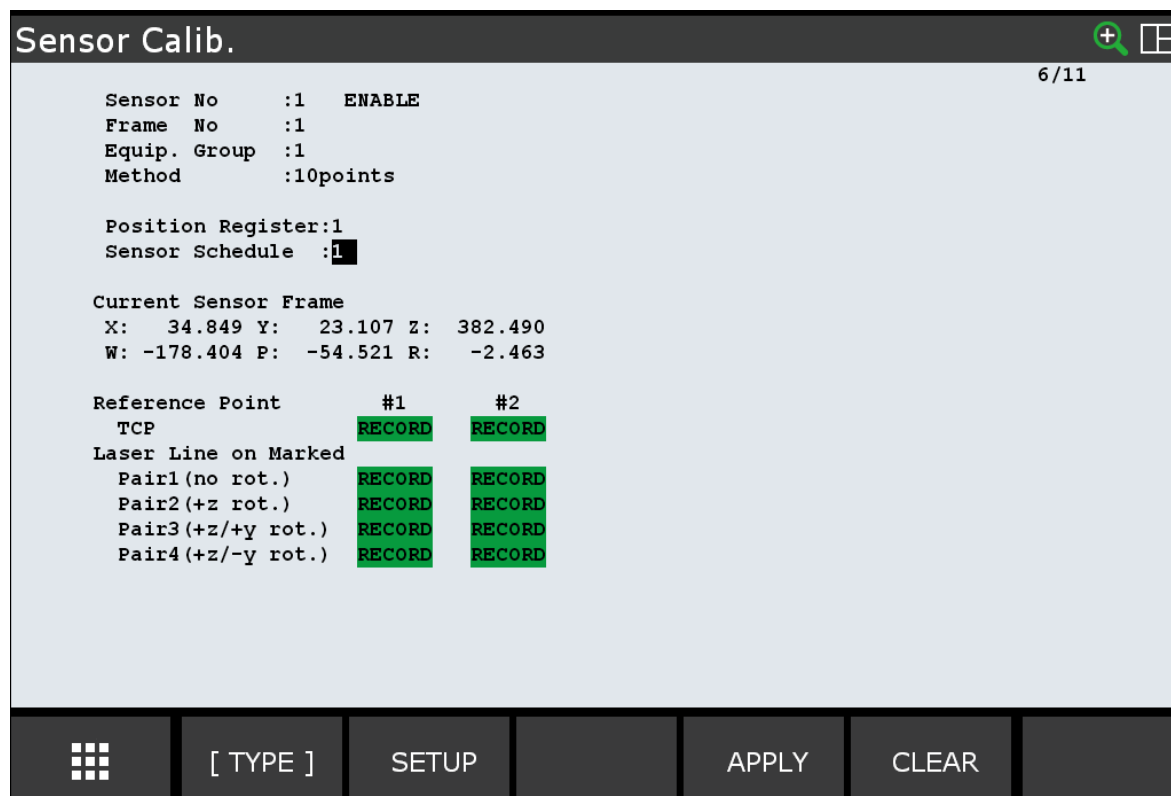 Sensor Calib.
6/11
Sensor No :1 ENABLE
Frame No :1
Equip. Group :1
Method :10points
Position Register:1
Sensor Schedule :1
Current Sensor Frame
X: 34.849 Y: 23.107 Z: 382.490
W: -178.404 P: -54.521 R: -2.463
Reference Point #1 #2
TCP RECORD RECORD
Laser Line on Marked
Pair1(no rot.) RECORD RECORD
Pair2(+z rot.) RECORD RECORD
Pair3(+z/+y rot.) RECORD RECORD
Pair4(+z/-y rot.) RECORD RECORD
[ TYPE ] SETUP APPLY CLEAR